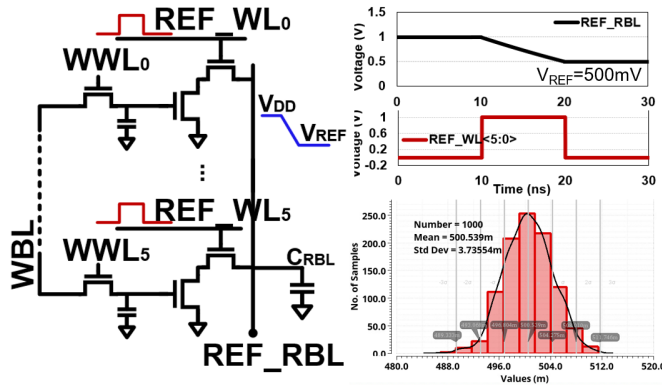 REF_WL0
WWL0
VDD
VREF
...
REF_WL5
WWL5
CRBL
WBL
REF_RBL
1.5
1
0.5
0
Voltage (V)
REF_RBL
VREF=500mV
0
10
20
30
1
0.6
0.2
-0.2
Voltage (V)
REF_WL<5:0>
0
10
20
30
Time (ns)
250.0
200.0
150.0
100.0
50.0
0.0
No. of Samples
Number = 1000
Mean = 500.539m
Std Dev = 3.73554m
480.0
488.0
496.0
504.0
512.0
520.0
Values (m)